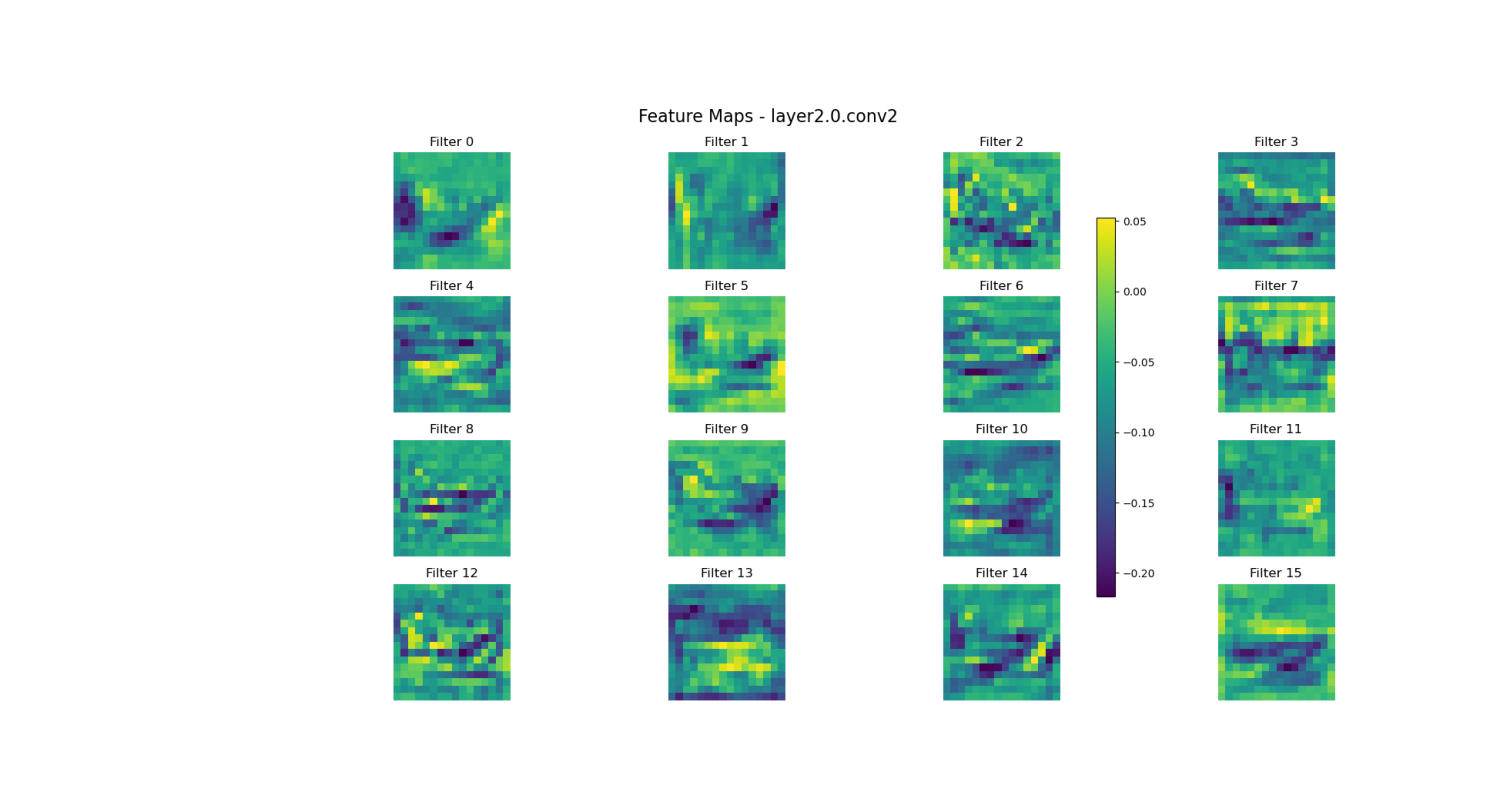 Feature Maps - layer2.0.conv2
Filter 0
Filter 1
Filter 2
Filter 3
Filter 4
Filter 5
Filter 6
Filter 7
Filter 8
Filter 9
Filter 10
Filter 11
Filter 12
Filter 13
Filter 14
Filter 15
0.05
0.00
−0.05
−0.10
−0.15
−0.20